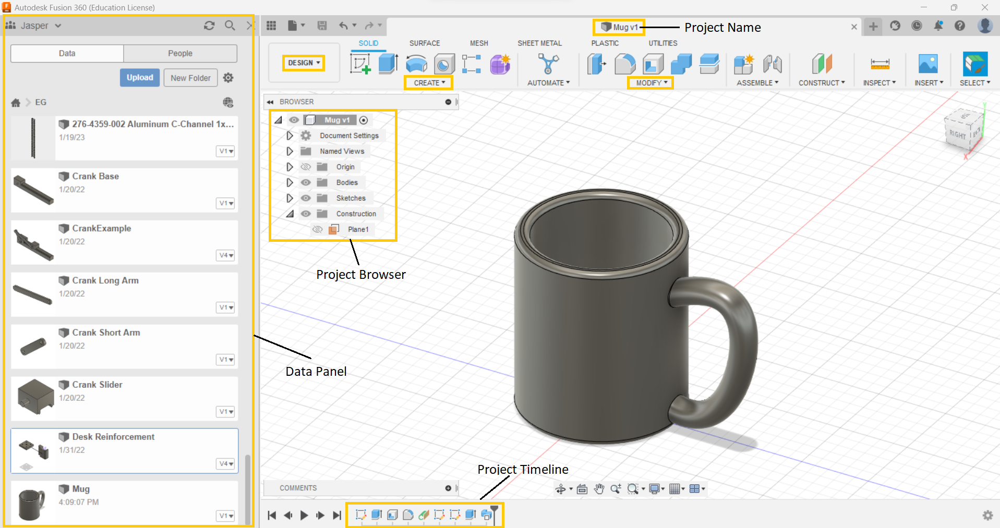 Autodesk Fusion 360 (Education License)
Jasper
Data People
Upload New Folder
EG
276-4359-002 Aluminum C-Channel 1x...
1/19/23
V1
Crank Base
1/20/22
V1
CrankExample
1/20/22
V4
Crank Long Arm
1/20/22
V1
Crank Short Arm
1/20/22
V1
Crank Slider
1/20/22
V1
Desk Reinforcement
1/31/22
V4
Mug
4:09:07 PM
V1
Data Panel
Mug v1
Project Name
SOLID SURFACE MESH SHEET METAL PLASTIC UTILITIES
DESIGN
CREATE AUTOMATE MODIFY ASSEMBLE CONSTRUCT INSPECT INSERT SELECT
BROWSER
Mug v1
Document Settings
Named Views
Origin
Bodies
Sketches
Construction
Plane1
Project Browser
Y
RIGHT
X
Project Timeline
COMMENTS